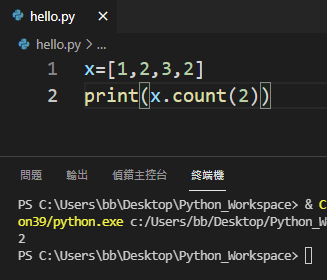 hello.py ×
hello.py > ...
1 x=[1,2,3,2]
2 print(x.count(2))
問題 輸出 偵錯主控台 終端機
PS C:\Users\bb\Desktop\Python_Workspace> & C
on39/python.exe c:/Users/bb/Desktop/Python_W
2
PS C:\Users\bb\Desktop\Python_Workspace>